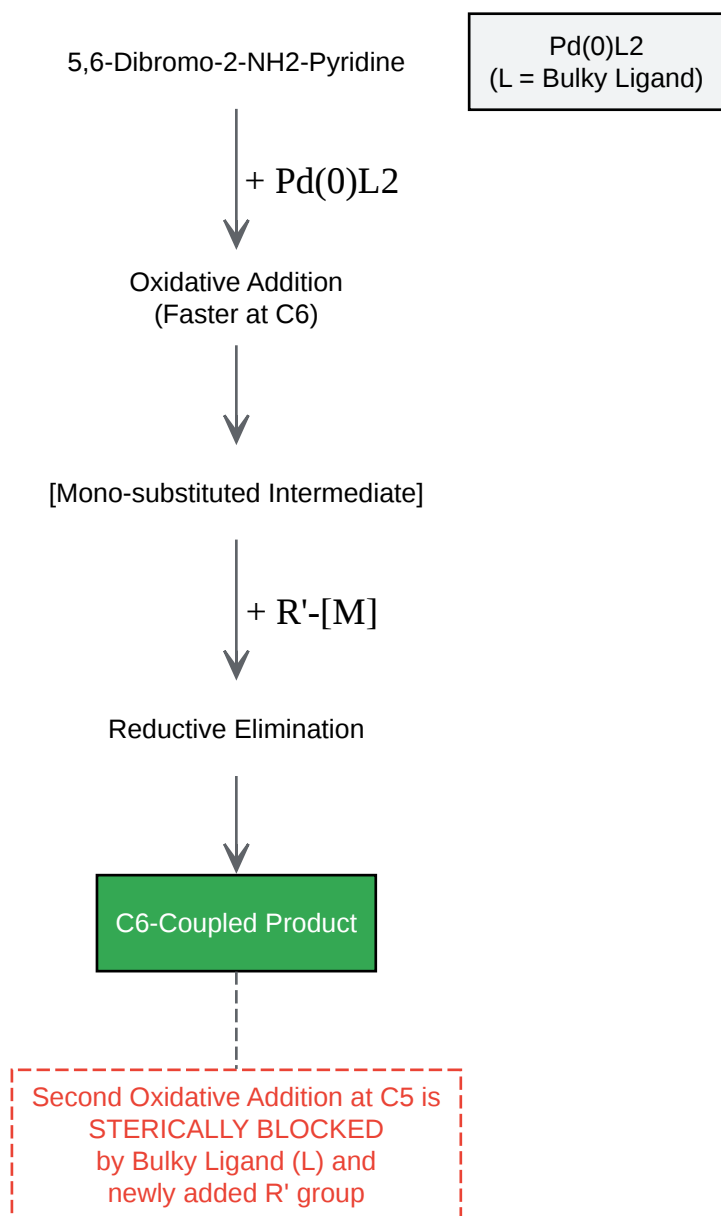 5,6-Dibromo-2-NH2-Pyridine
Pd(0)L2
(L = Bulky Ligand)
+ Pd(0)L2
Oxidative Addition
(Faster at C6)
[Mono-substituted Intermediate]
+ R'-[M]
Reductive Elimination
C6-Coupled Product
Second Oxidative Addition at C5 is
STERICALLY BLOCKED
by Bulky Ligand (L) and
newly added R' group